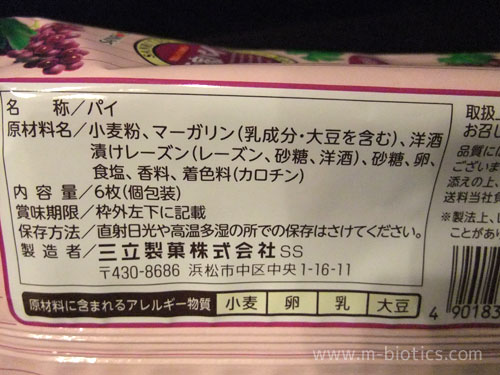 名　称／パイ
原材料名／小麦粉、マーガリン(乳成分・大豆を含む)、洋酒
漬けレーズン(レーズン、砂糖、洋酒)、砂糖、卵、
食塩、香料、着色料(カロチン)
内容量／6枚(個包装)
賞味期限／枠外左下に記載
保存方法／直射日光や高温多湿の所での保存はさけてください。
製造者／三立製菓株式会社SS
〒430-8686 浜松市中区中央1-16-11
原材料に含まれるアレルギー物質 小麦 卵 乳 大豆
取扱上
お召し
品質に
ございま
添えの上、
送料当社
※製法上、
ことがあり
4 90183
www.m-biotics.com